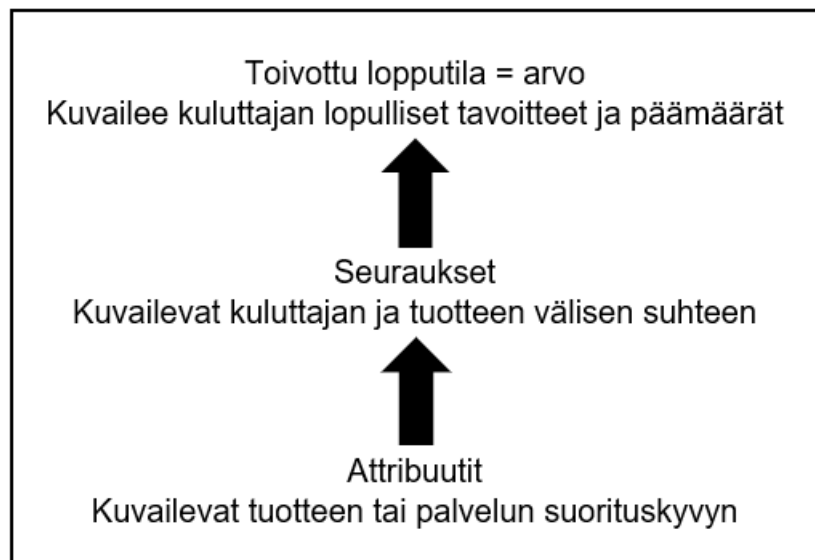 Toivottu lopputila = arvo
Kuvailee kuluttajan lopulliset tavoitteet ja päämäärät
Seuraukset
Kuvailevat kuluttajan ja tuotteen välisen suhteen
Attribuutit
Kuvailevat tuotteen tai palvelun suorituskyvyn